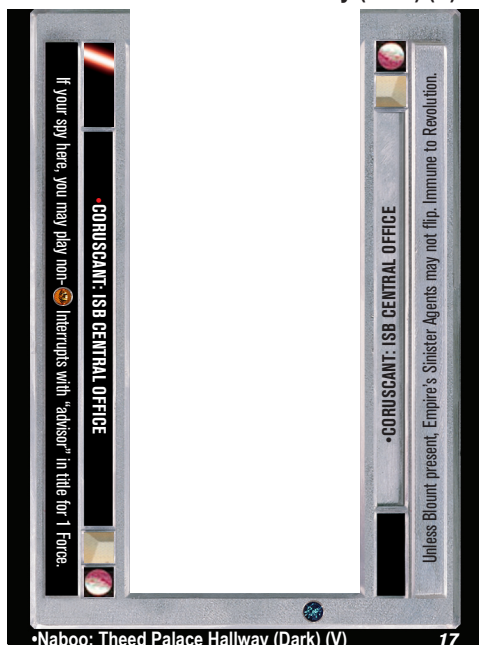 If your spy here, you may play non- Interrupts with "advisor" in title for 1 Force.
•CORUSCANT: ISB CENTRAL OFFICE
•CORUSCANT: ISB CENTRAL OFFICE
Unless Blount present, Empire's Sinister Agents may not flip. Immune to Revolution.
•Naboo: Theed Palace Hallway (Dark) (V) 17